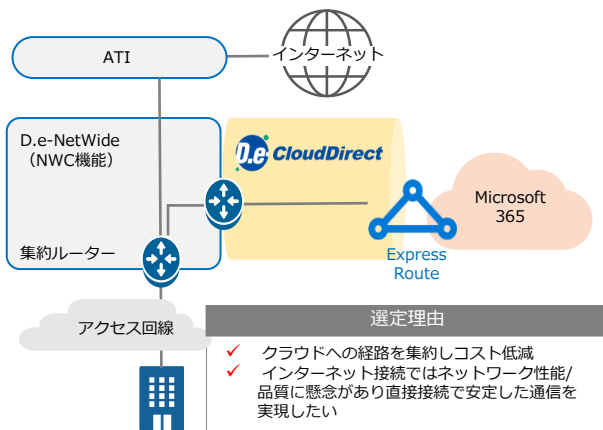 インターネット
ATI
D.e-NetWide
（NWC機能）
D.e CloudDirect
Microsoft
365
Express
Route
集約ルーター
アクセス回線
選定理由
✓ クラウドへの経路を集約しコスト低減
✓ インターネット接続ではネットワーク性能/
品質に懸念があり直接接続で安定した通信を
実現したい